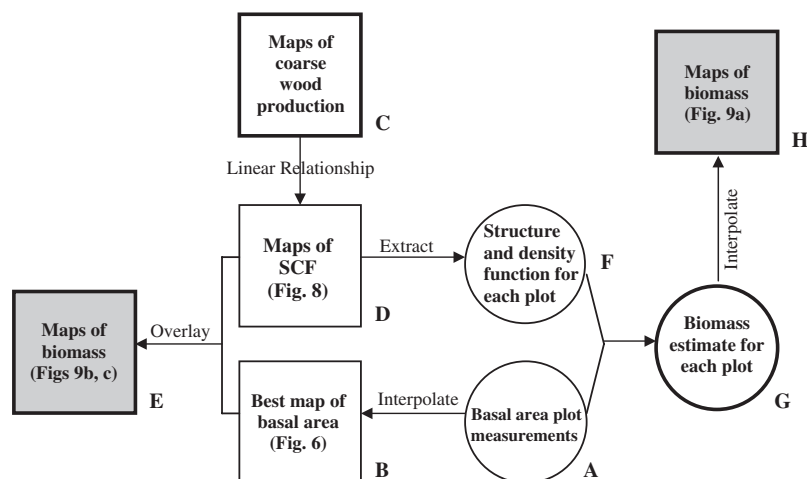 Maps of
coarse
wood
production
C
Maps of
biomass
(Fig. 9a)
H
Linear Relationship
Interpolate
Maps of
SCF
(Fig. 8)
D
Extract
Structure
and density
function for
each plot
F
Maps of
biomass
(Figs 9b, c)
E
Overlay
Biomass
estimate for
each plot
G
Best map of
basal area
(Fig. 6)
B
Interpolate
Basal area plot
measurements
A